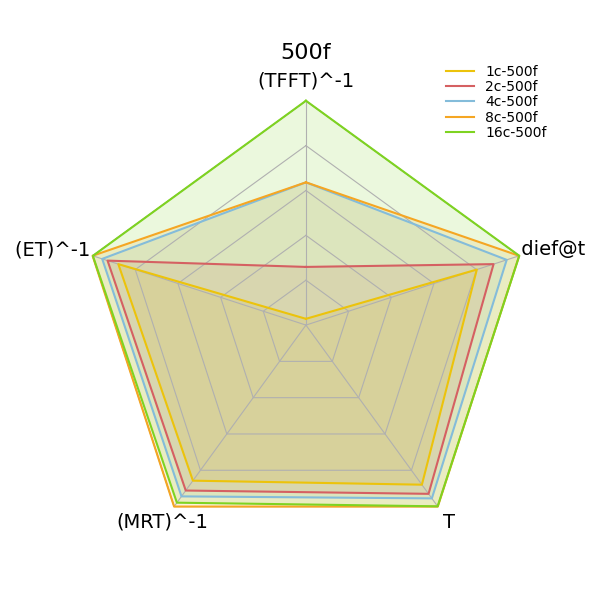 500f
(TFFT)^-1
1c-500f
2c-500f
4c-500f
8c-500f
16c-500f
(ET)^-1
dief@t
(MRT)^-1
T